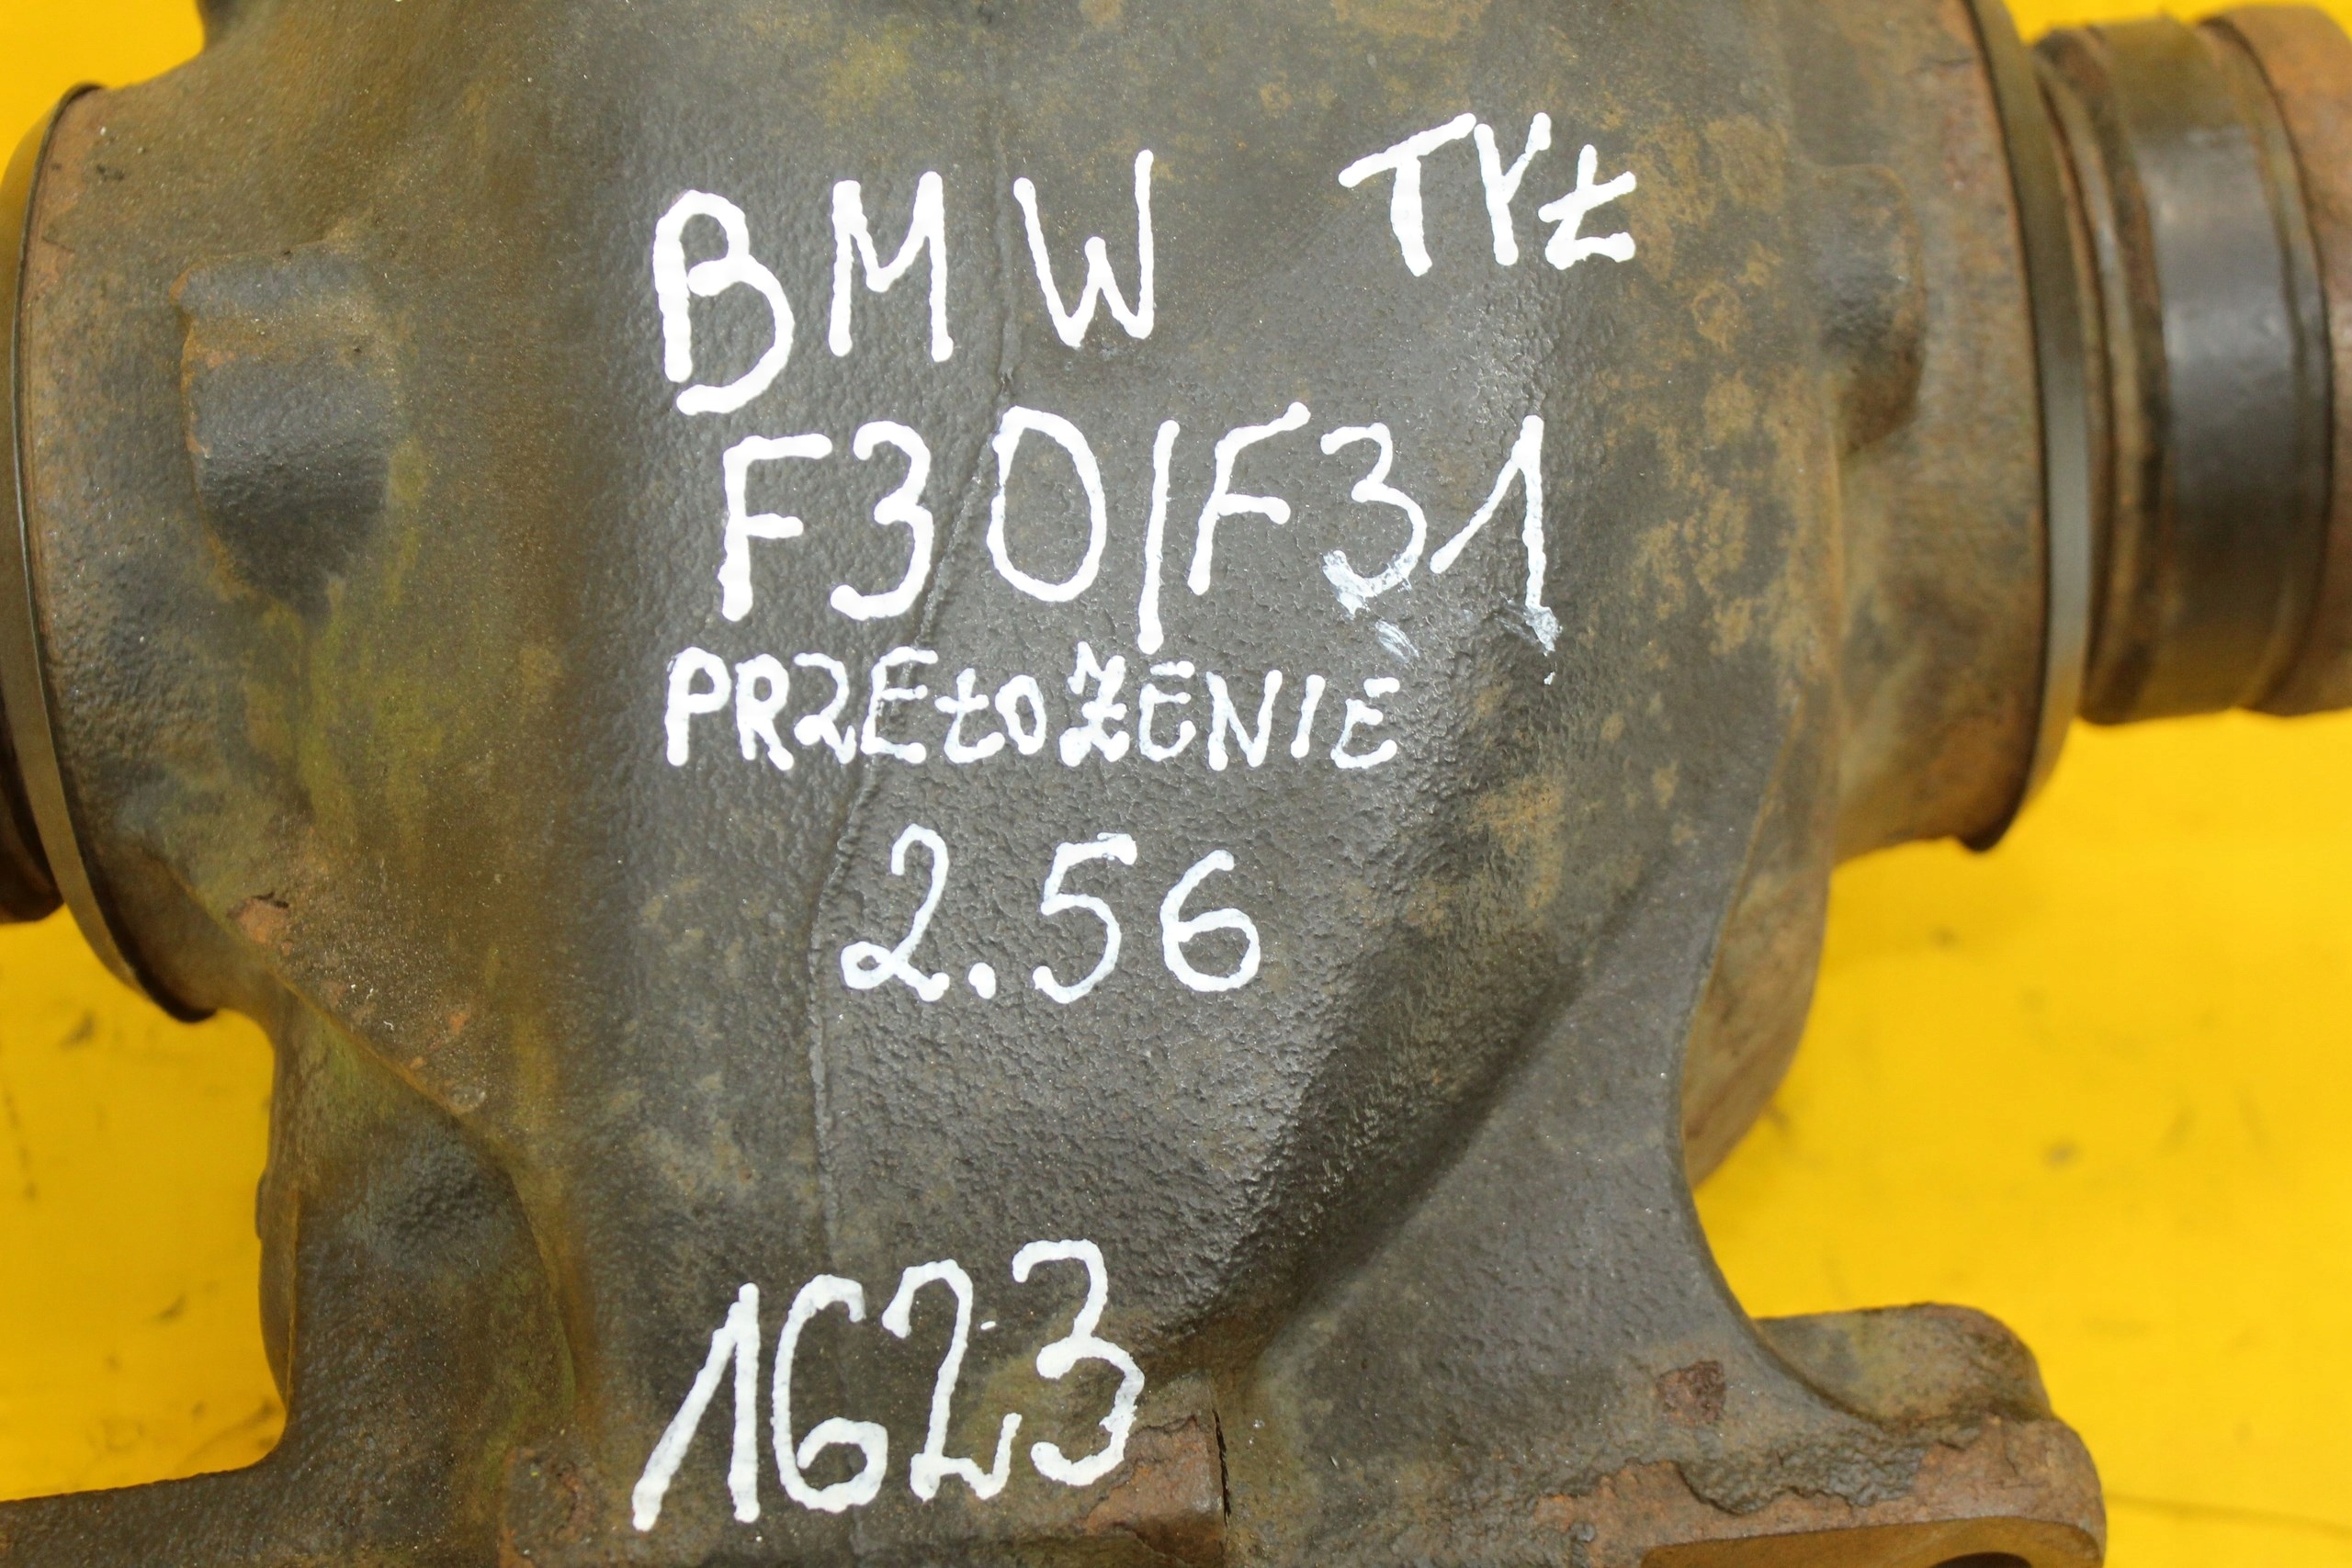 BMW TYŁ
F30/F31
PRZEŁOŻENIE
2.56
1623